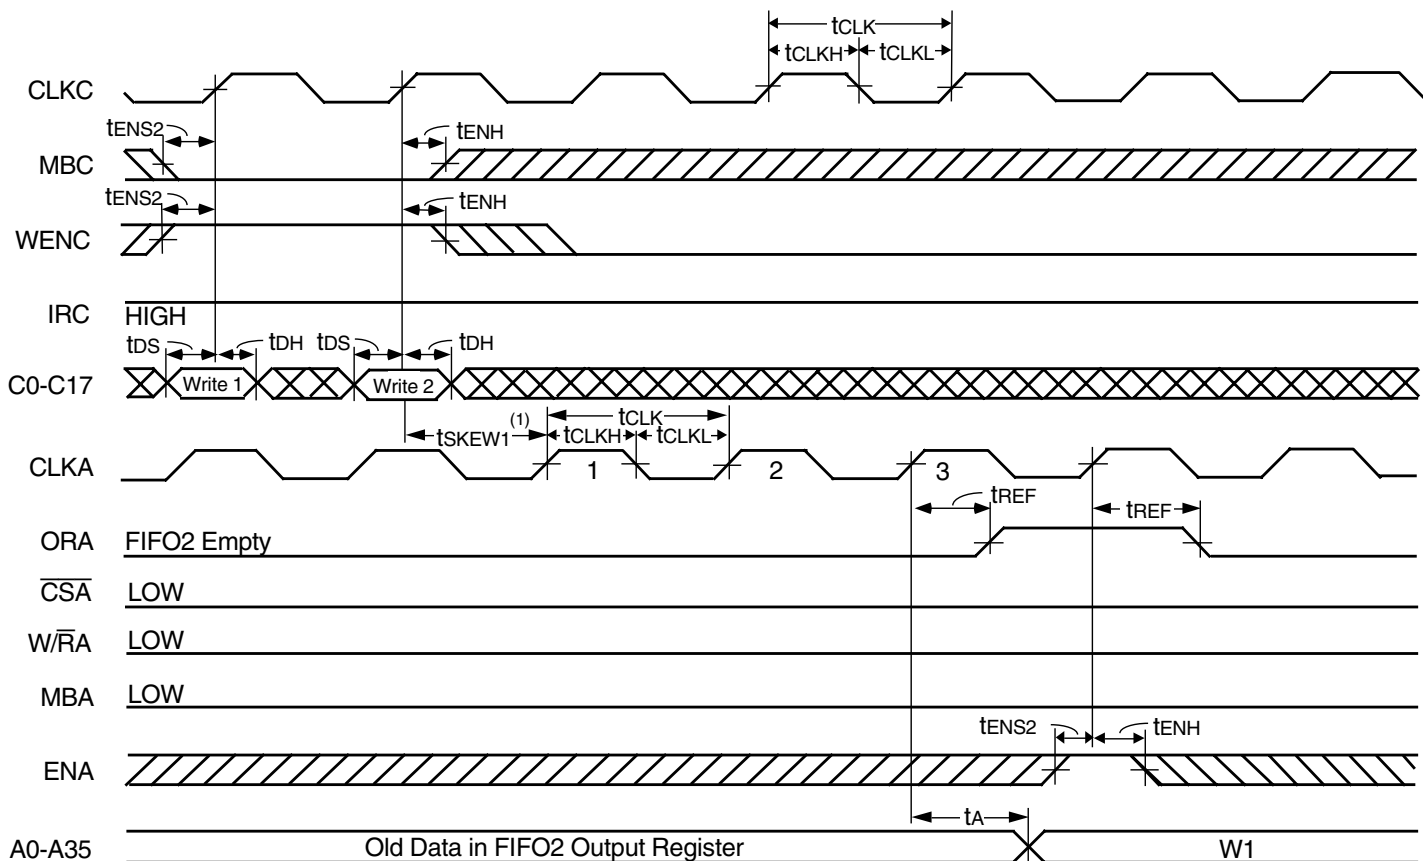 tCLK
tCLKH tCLKL
CLKC
tENS2 tENH
MBC
tENS2 tENH
WENC
IRC HIGH
tDS tDH tDS tDH
C0-C17 Write 1 Write 2
tSKEW1(1) tCLK
tCLKH tCLKL
CLKA 1 2 3
tREF tREF
ORA FIFO2 Empty
CSA LOW
W/RA LOW
MBA LOW
tENS2 tENH
ENA
tA
A0-A35 Old Data in FIFO2 Output Register W1